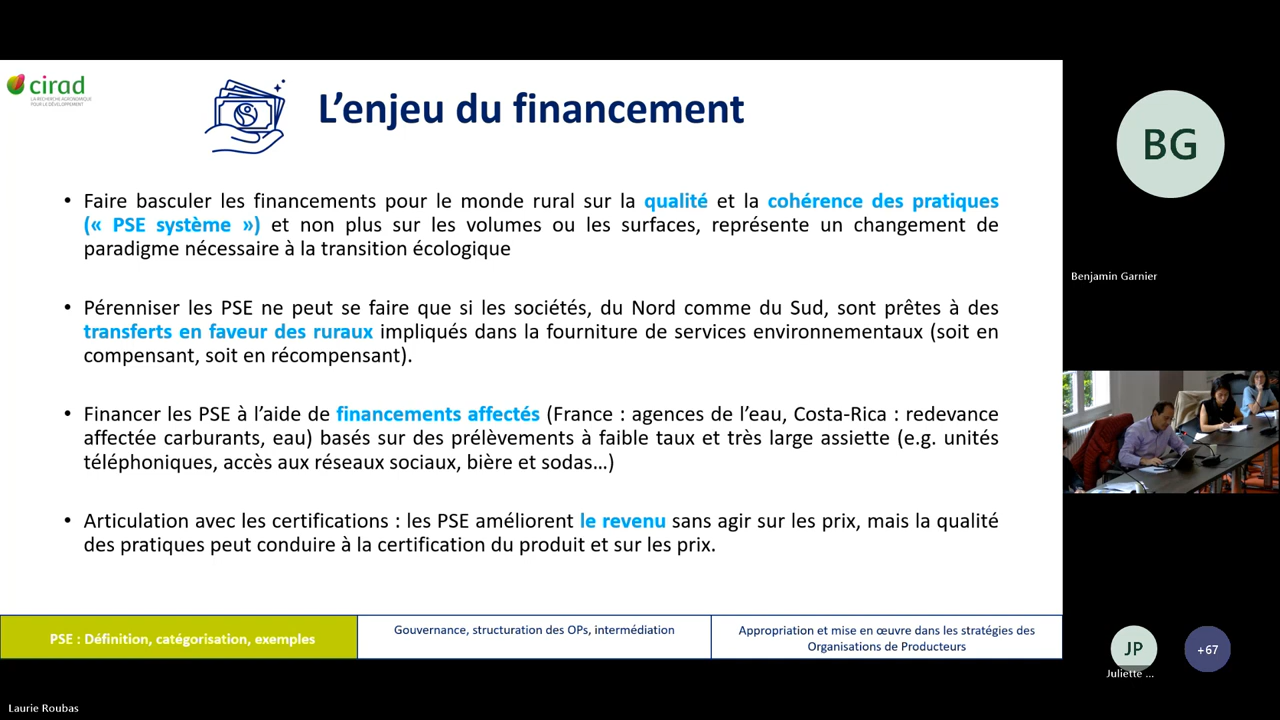 cirad
LA RECHERCHE AGRONOMIQUE
POUR LE DÉVELOPPEMENT
L'enjeu du financement
• Faire basculer les financements pour le monde rural sur la qualité et la cohérence des pratiques
(« PSE système ») et non plus sur les volumes ou les surfaces, représente un changement de
paradigme nécessaire à la transition écologique
• Pérenniser les PSE ne peut se faire que si les sociétés, du Nord comme du Sud, sont prêtes à des
transferts en faveur des ruraux impliqués dans la fourniture de services environnementaux (soit en
compensant, soit en récompensant).
• Financer les PSE à l'aide de financements affectés (France : agences de l'eau, Costa-Rica : redevance
affectée carburants, eau) basés sur des prélèvements à faible taux et très large assiette (e.g. unités
téléphoniques, accès aux réseaux sociaux, bière et sodas…)
• Articulation avec les certifications : les PSE améliorent le revenu sans agir sur les prix, mais la qualité
des pratiques peut conduire à la certification du produit et sur les prix.
PSE : Définition, catégorisation, exemples
Gouvernance, structuration des OPs, intermédiation
Appropriation et mise en œuvre dans les stratégies des
Organisations de Producteurs
BG
Benjamin Garnier
JP
Juliette ...
+67
Laurie Roubas